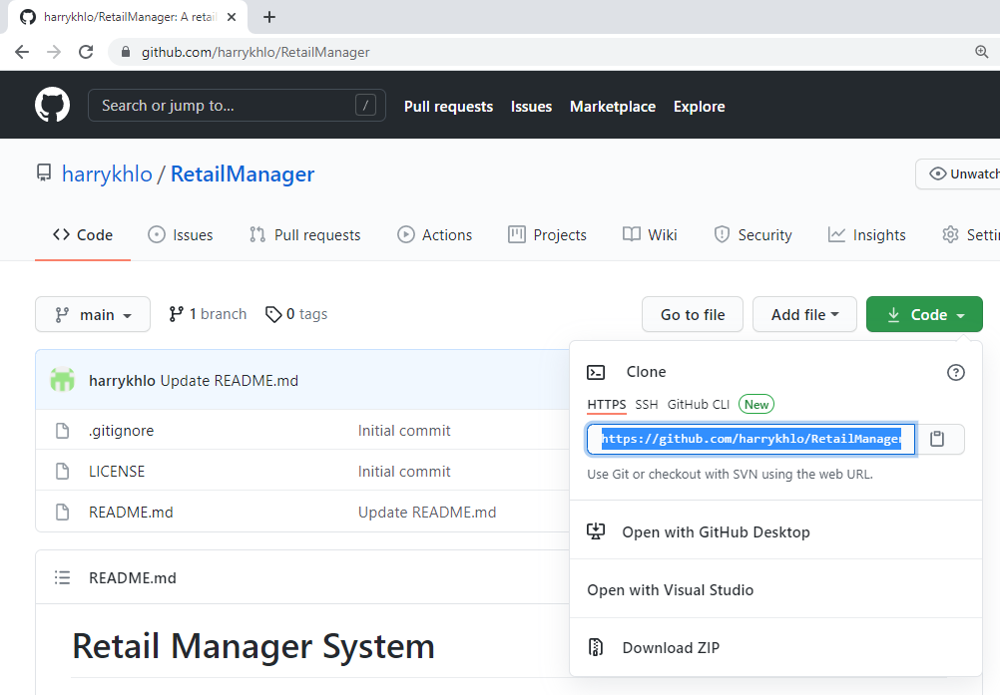 harrykhlo/RetailManager: A retai
github.com/harrykhlo/RetailManager
Search or jump to... / Pull requests Issues Marketplace Explore
harrykhlo / RetailManager Unwatch
Code Issues Pull requests Actions Projects Wiki Security Insights Settin
main 1 branch 0 tags Go to file Add file Code
harrykhlo Update README.md
.gitignore Initial commit
LICENSE Initial commit
README.md Update README.md
README.md
Retail Manager System
Clone
HTTPS SSH GitHub CLI New
https://github.com/harrykhlo/RetailManager
Use Git or checkout with SVN using the web URL.
Open with GitHub Desktop
Open with Visual Studio
Download ZIP